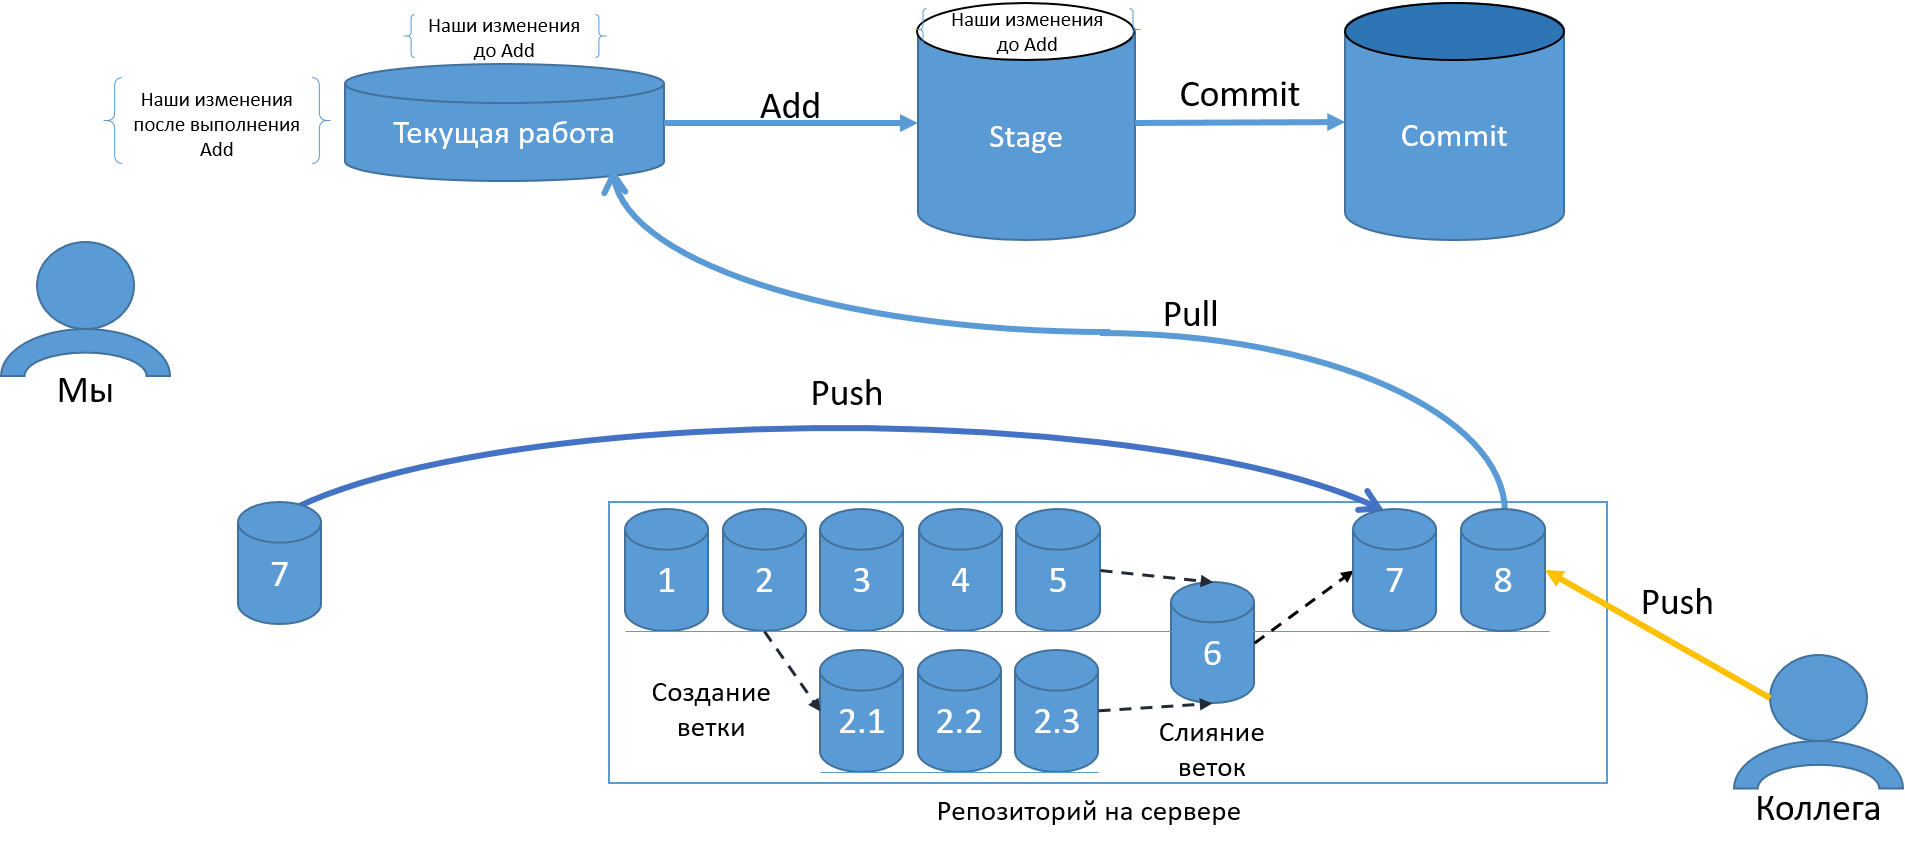 Наши изменения
до Add
Наши изменения
до Add
Наши изменения
после выполнения
Add
Текущая работа
Add
Stage
Commit
Commit
Pull
Мы
Push
7
1
2
3
4
5
6
7
8
Push
Создание
ветки
2.1
2.2
2.3
Слияние
веток
Репозиторий на сервере
Коллега